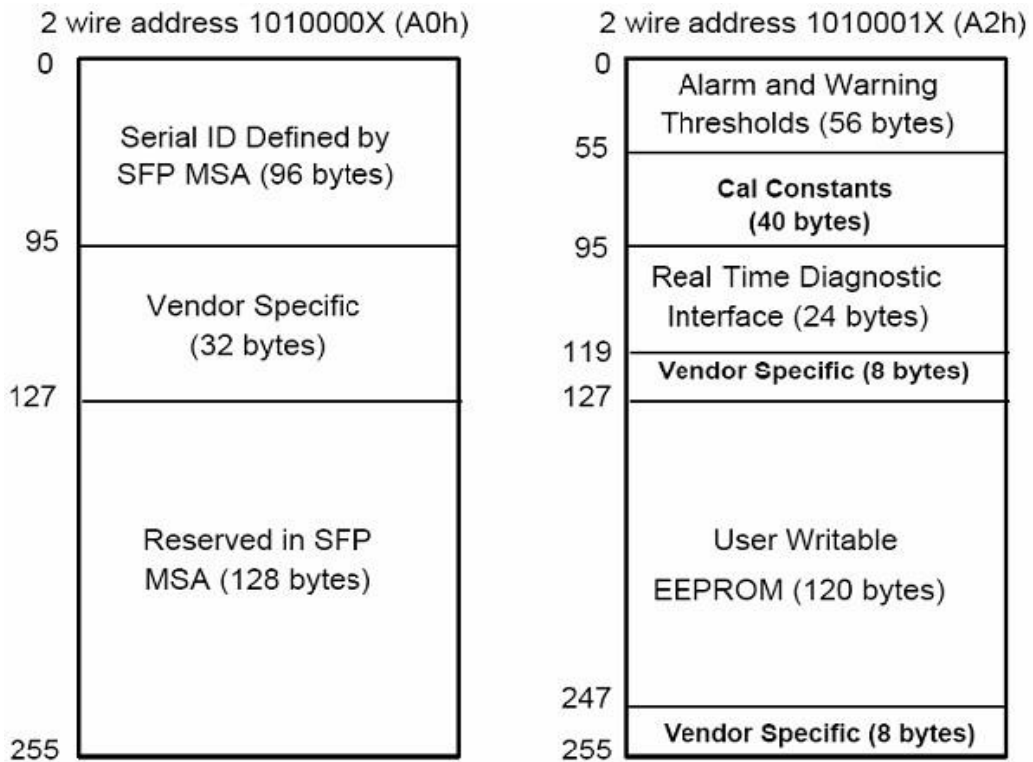 2 wire address 1010000X (A0h)
0
Serial ID Defined by
SFP MSA (96 bytes)
95
Vendor Specific
(32 bytes)
127
Reserved in SFP
MSA (128 bytes)
255
2 wire address 1010001X (A2h)
0
Alarm and Warning
Thresholds (56 bytes)
55
Cal Constants
(40 bytes)
95
Real Time Diagnostic
Interface (24 bytes)
119
Vendor Specific (8 bytes)
127
User Writable
EEPROM (120 bytes)
247
Vendor Specific (8 bytes)
255